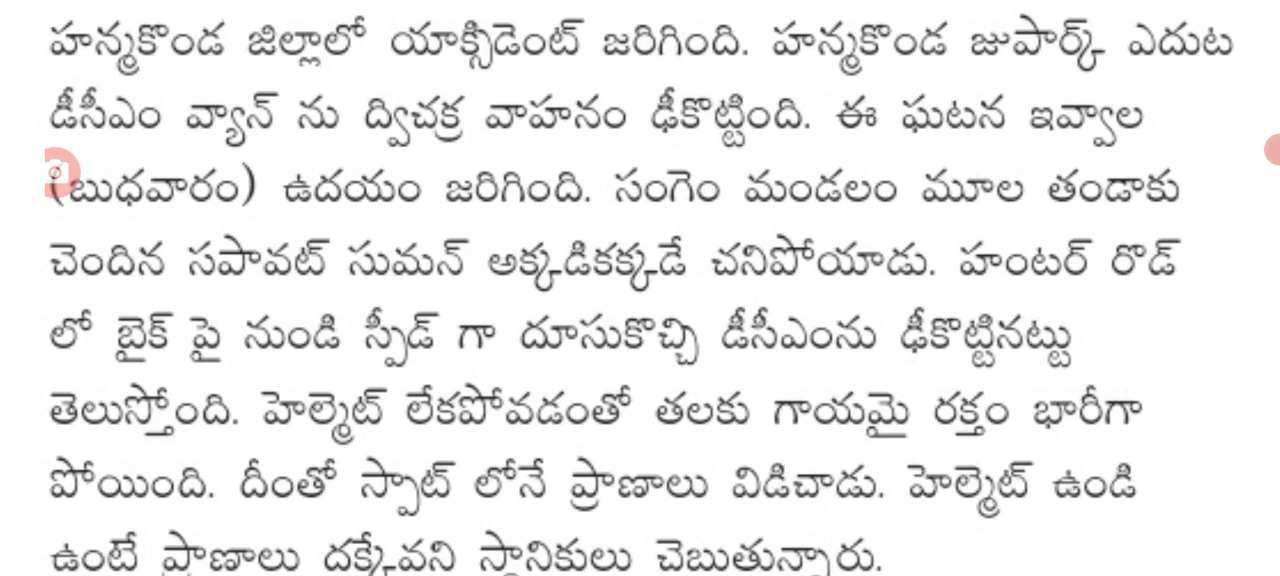 హన్మకొండ జిల్లాలో యాక్సిడెంట్ జరిగింది. హన్మకొండ జుపార్క్ ఎదుట
డీసీఎం వ్యాన్ ను ద్విచక్ర వాహనం ఢీకొట్టింది. ఈ ఘటన ఇవ్వాల
(బుధవారం) ఉదయం జరిగింది. సంగెం మండలం మూల తండాకు
చెందిన సపావట్ సుమన్ అక్కడికక్కడే చనిపోయాడు. హంటర్ రొడ్
లో బైక్ పై నుండి స్పీడ్ గా దూసుకొచ్చి డీసీఎంను ఢీకొట్టినట్టు
తెలుస్తోంది. హెల్మెట్ లేకపోవడంతో తలకు గాయమై రక్తం భారీగా
పోయింది. దీంతో స్పాట్ లోనే ప్రాణాలు విడిచాడు. హెల్మెట్ ఉండి
ఉంటే ప్రాణాలు దక్కేవని స్థానికులు చెబుతున్నారు.